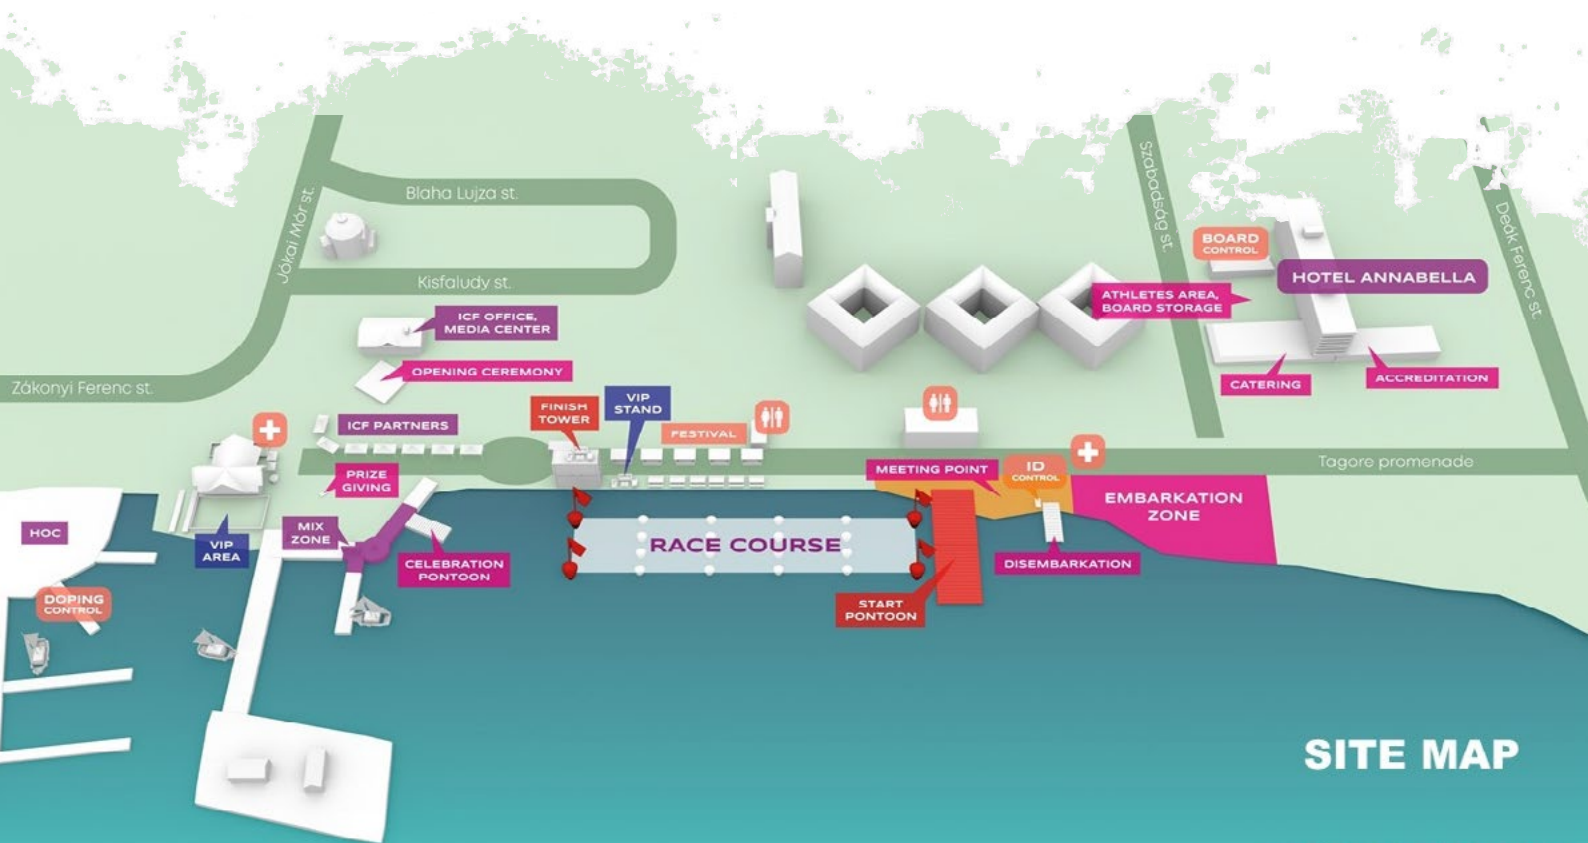 Jókai Mór st.
Blaha Lujza st.
Kisfaludy st.
Szabadság st.
Deák Ferenc st.
BOARD
CONTROL
HOTEL ANNABELLA
ATHLETES AREA,
BOARD STORAGE
ICF OFFICE,
MEDIA CENTER
OPENING CEREMONY
Zákonyi Ferenc st.
CATERING
ACCREDITATION
FINISH
TOWER
VIP
STAND
ICF PARTNERS
FESTIVAL
Tagore promenade
PRIZE
GIVING
MEETING POINT
ID
CONTROL
EMBARKATION
ZONE
HOC
VIP
AREA
MIX
ZONE
CELEBRATION
PONTOON
RACE COURSE
DISEMBARKATION
DOPING
CONTROL
START
PONTOON
SITE MAP